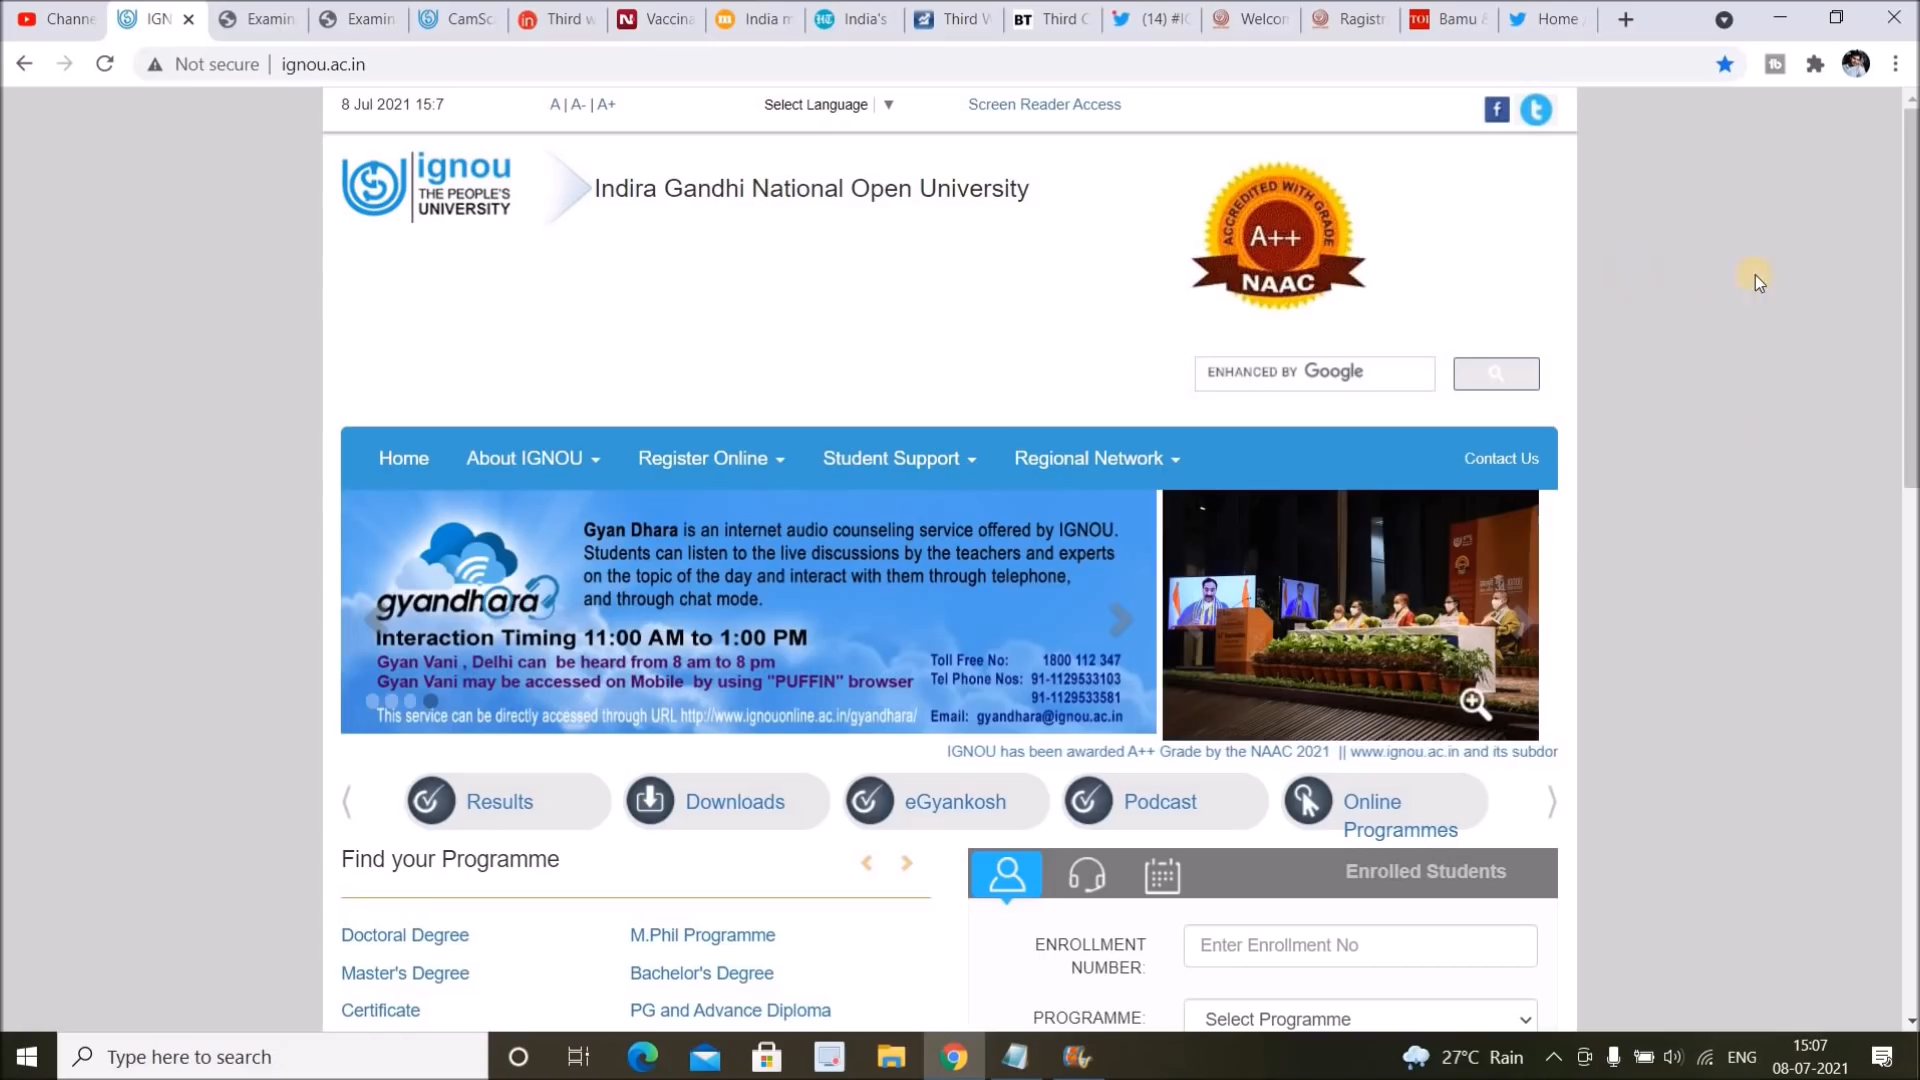 Channe
IGN
Examin
Examin
CamSc
Third w
Vaccina
India m
India's
Third W
BT Third C
(14) #IG
Welcon
Ragistr
TOI Bamu &
Home
Not secure | ignou.ac.in
8 Jul 2021 15:7
A | A- | A+
Select Language ▼
Screen Reader Access
ignou
THE PEOPLE'S
UNIVERSITY
Indira Gandhi National Open University
ACCREDITED WITH GRADE
A++
NAAC
ENHANCED BY Google
Home
About IGNOU
Register Online
Student Support
Regional Network
Contact Us
gyandhara
Gyan Dhara is an internet audio counseling service offered by IGNOU.
Students can listen to the live discussions by the teachers and experts
on the topic of the day and interact with them through telephone,
and through chat mode.
Interaction Timing 11:00 AM to 1:00 PM
Gyan Vani , Delhi can be heard from 8 am to 8 pm
Gyan Vani may be accessed on Mobile by using "PUFFIN" browser
This service can be directly accessed through URL http://www.ignouonline.ac.in/gyandhara/
Toll Free No: 1800 112 347
Tel Phone Nos: 91-1129533103
91-1129533581
Email: gyandhara@ignou.ac.in
IGNOU has been awarded A++ Grade by the NAAC 2021 || www.ignou.ac.in and its subdor
Results
Downloads
eGyankosh
Podcast
Online
Programmes
Find your Programme
Doctoral Degree
M.Phil Programme
Master's Degree
Bachelor's Degree
Certificate
PG and Advance Diploma
Enrolled Students
ENROLLMENT
NUMBER:
Enter Enrollment No
PROGRAMME:
Select Programme
Type here to search
27°C Rain
ENG
15:07
08-07-2021